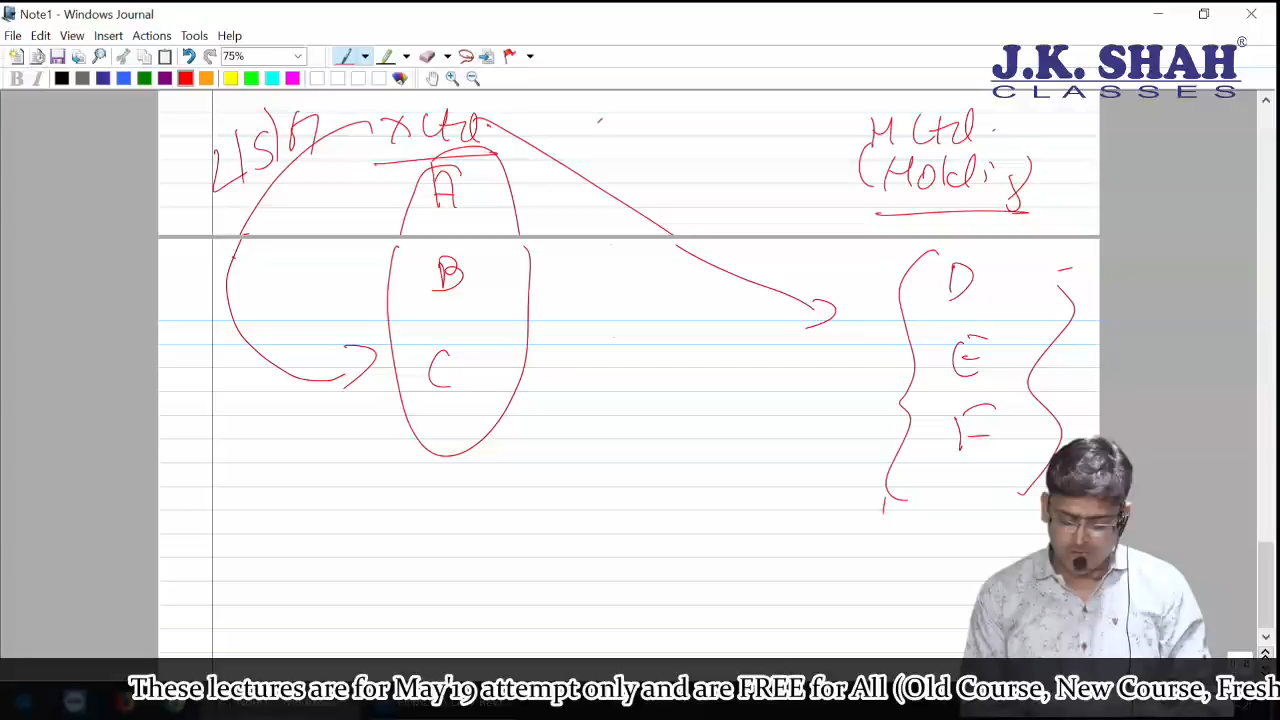 Note1 - Windows Journal
File Edit View Insert Actions Tools Help
75%
J.K. SHAH®
CLASSES
X Ltd.
H Ltd.
(Holding)
A
B
C
D
E
F
These lectures are for May'19 attempt only and are FREE for All (Old Course, New Course, Fresh